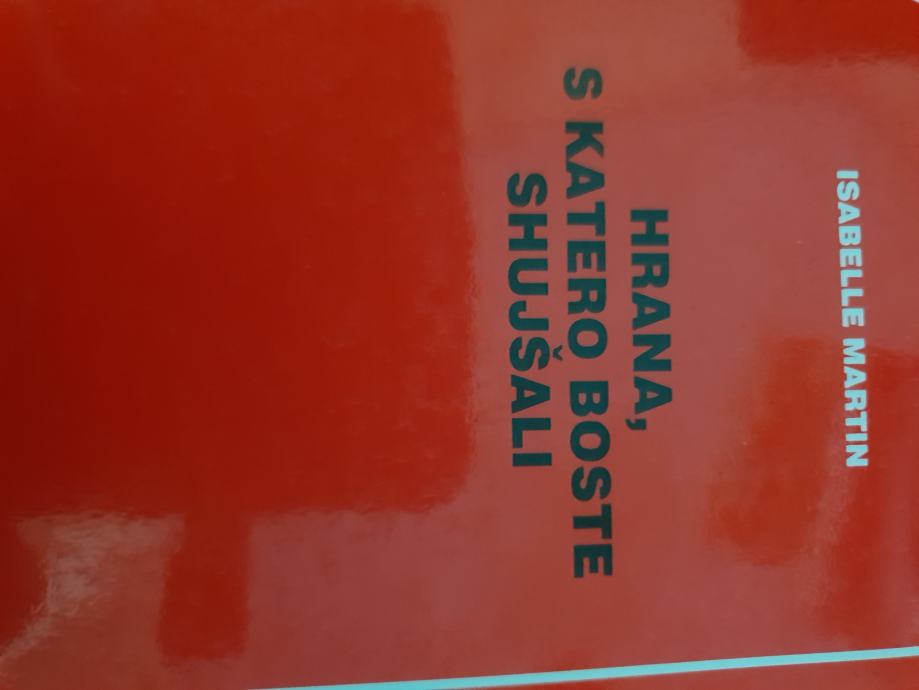 ISABELLE MARTIN
HRANA,
S KATERO BOSTE
SHUJŠALI